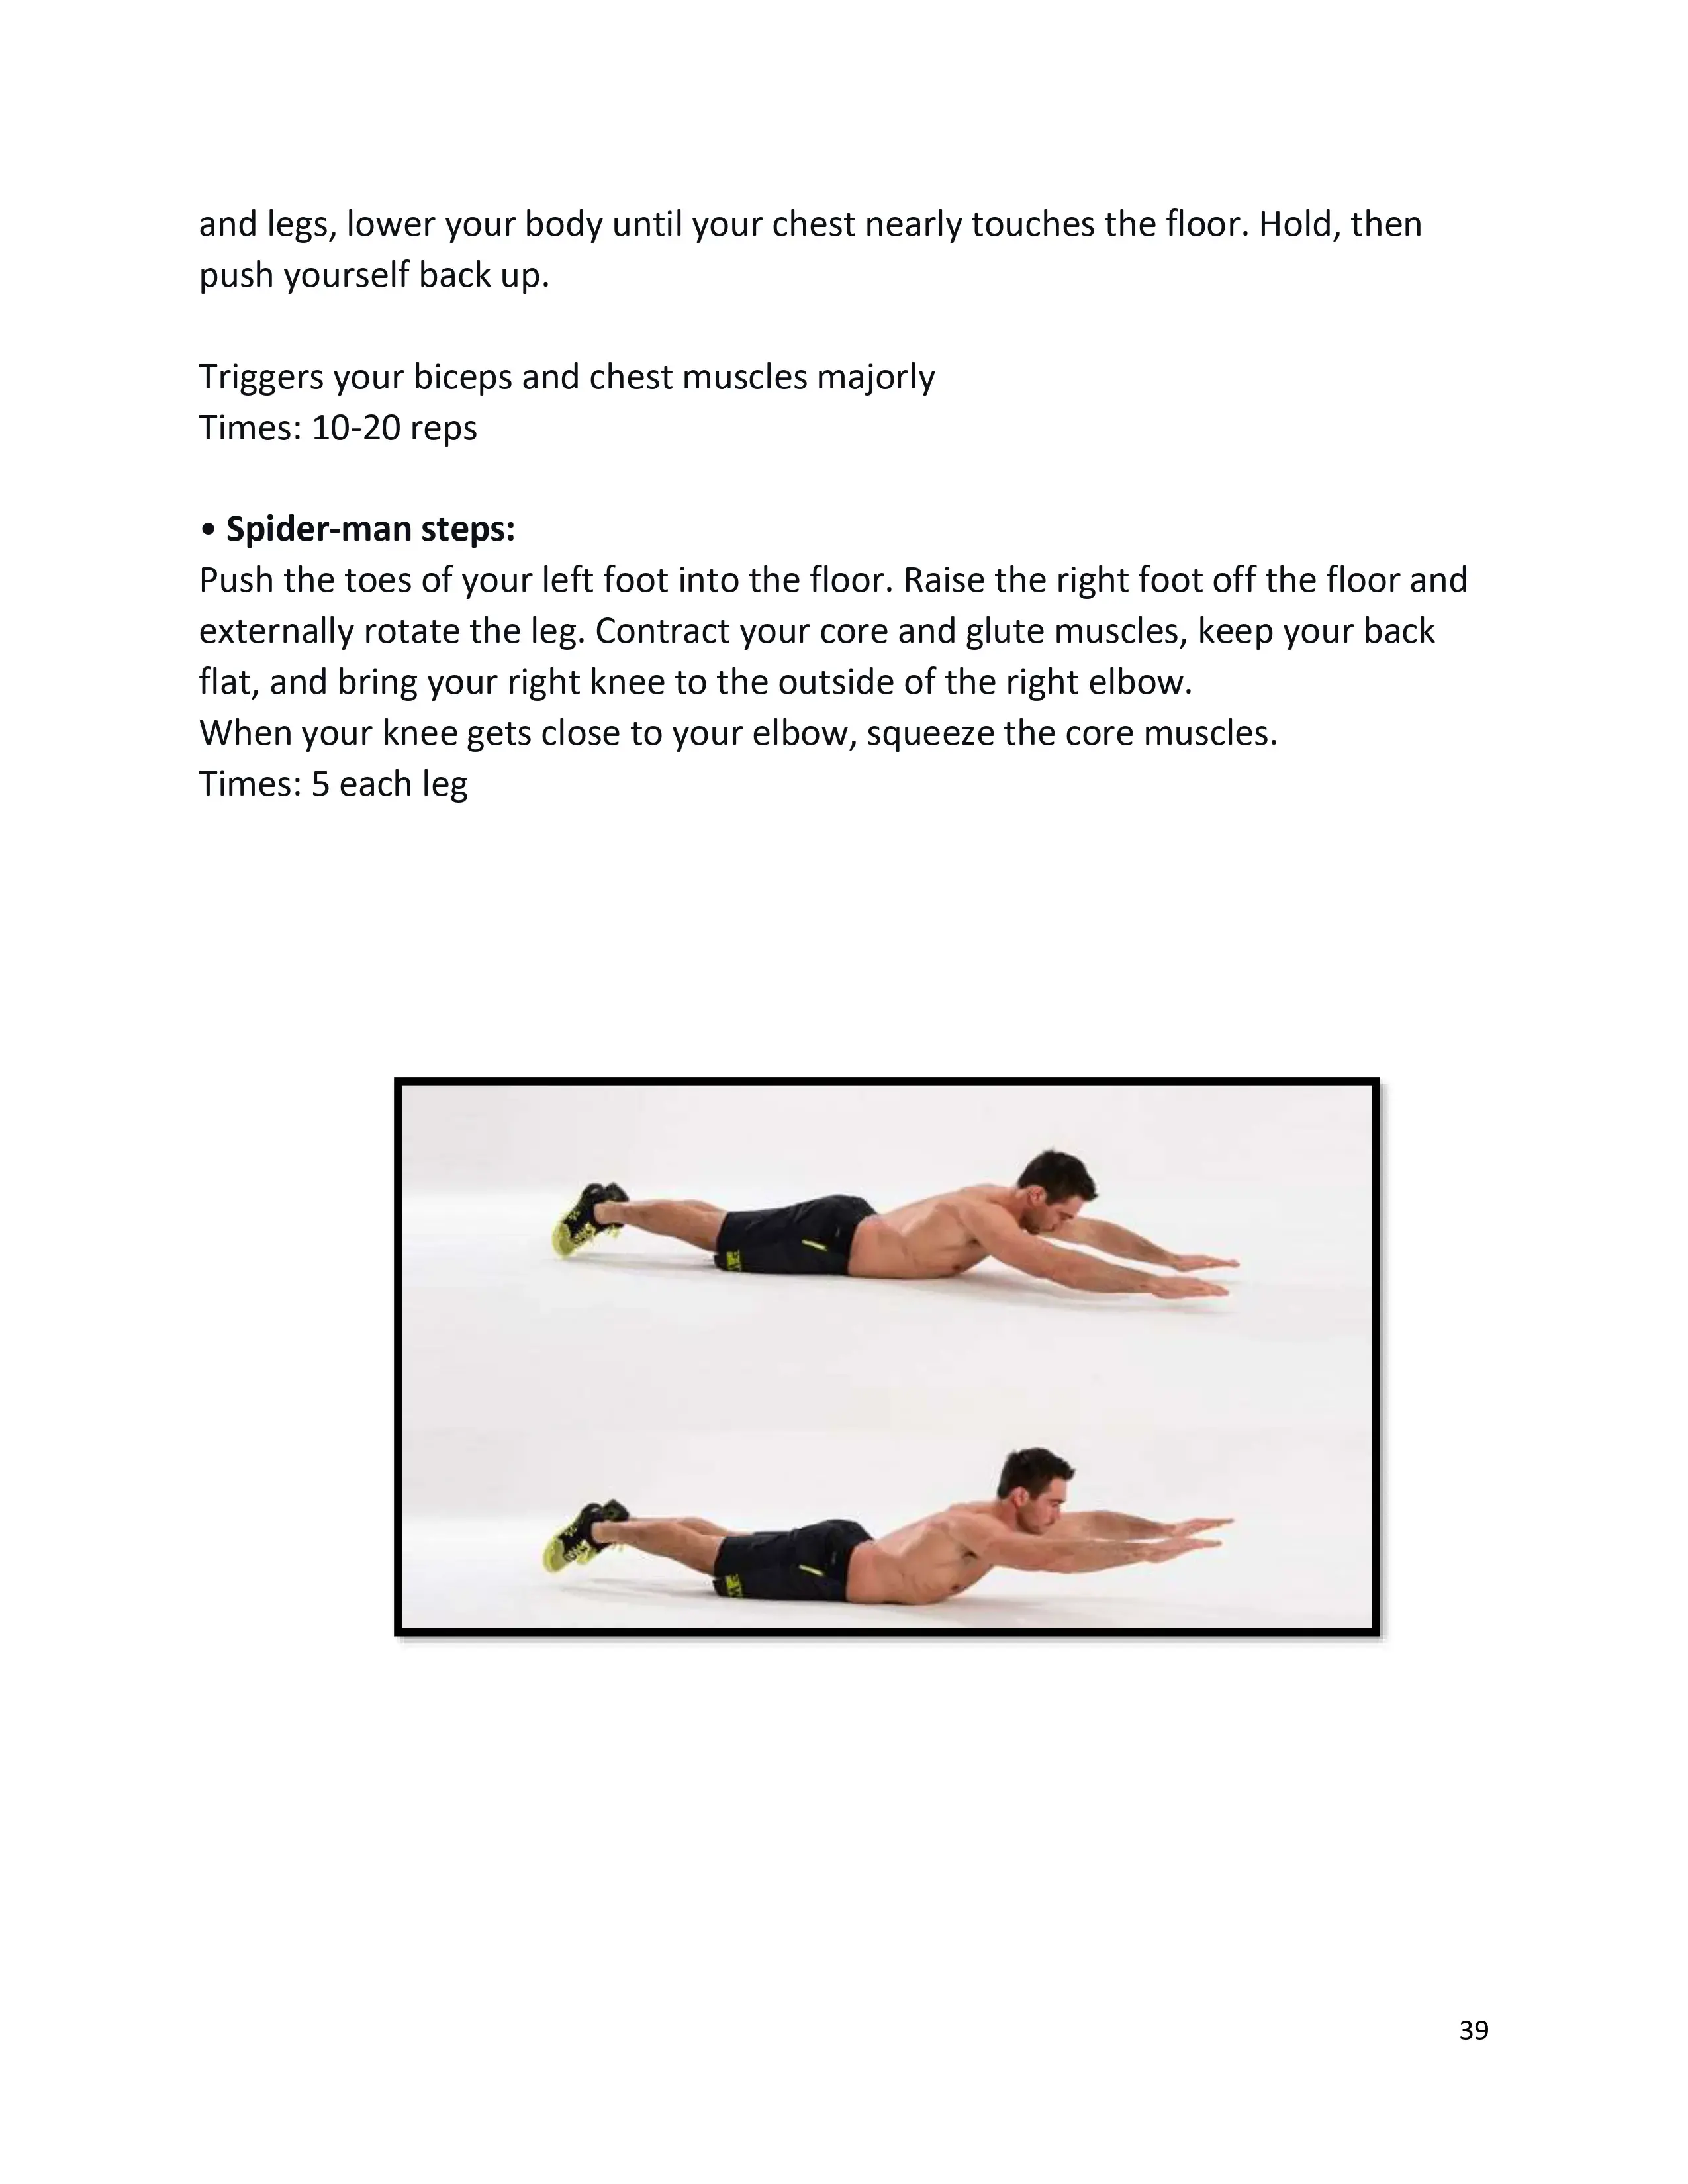 and legs, lower your body until your chest nearly touches the floor. Hold, then
push yourself back up.
Triggers your biceps and chest muscles majorly
Times: 10-20 reps
• Spider-man steps:
Push the toes of your left foot into the floor. Raise the right foot off the floor and
externally rotate the leg. Contract your core and glute muscles, keep your back
flat, and bring your right knee to the outside of the right elbow.
When your knee gets close to your elbow, squeeze the core muscles.
Times: 5 each leg
39